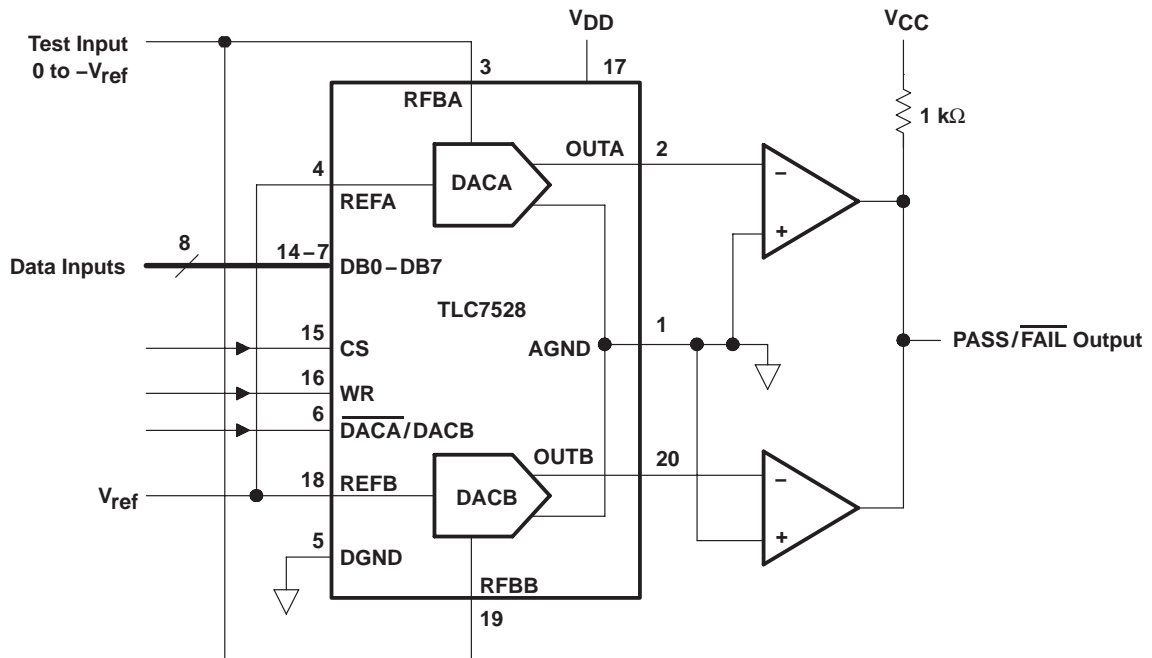 Test Input
0 to –Vref
VDD
VCC
3
17
RFBA
1 kΩ
OUTA
2
DACA
–
+
4
REFA
8
14–7
Data Inputs
DB0–DB7
TLC7528
15
CS
1
AGND
PASS/FAIL Output
16
WR
6
DACA/DACB
OUTB
20
18
REFB
DACB
–
+
Vref
5
DGND
RFBB
19